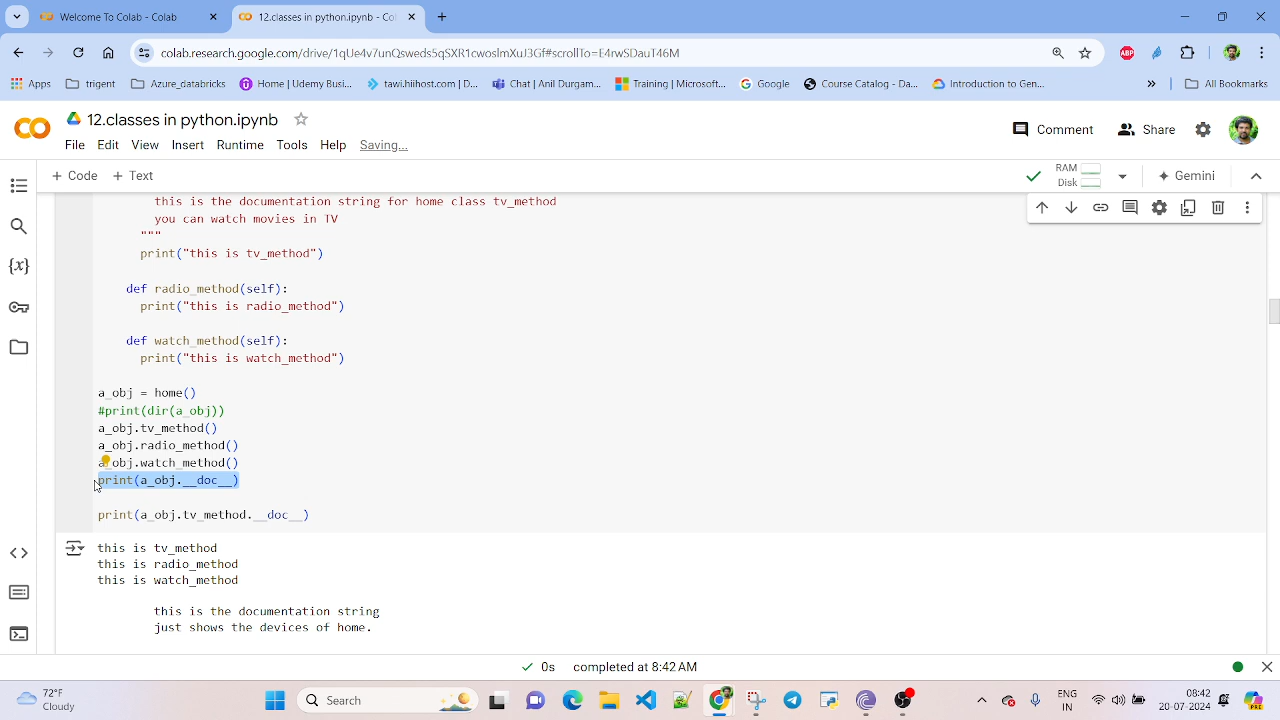 Welcome To Colab - Colab
12.classes in python.ipynb - Col
colab.research.google.com/drive/1qUe4v7unQsweds5qSXR1cwoslmXuJ3Gf#scrollTo=E4rwSDauT46M
Apps
trigent
Azure_databricks
Home | Udemy Busi...
tawi.hiihost.com | D...
Chat | Anil Durgam...
Training | Microsoft...
Google
Course Catalog - Da...
Introduction to Gen...
All Bookmarks
12.classes in python.ipynb
Comment
Share
File Edit View Insert Runtime Tools Help Saving...
+ Code + Text
RAM
Disk
Gemini
this is the documentation string for home class tv_method
you can watch movies in TV
"""
print("this is tv_method")
def radio_method(self):
print("this is radio_method")
def watch_method(self):
print("this is watch_method")
a_obj = home()
#print(dir(a_obj))
a_obj.tv_method()
a_obj.radio_method()
a_obj.watch_method()
print(a_obj.__doc__)
print(a_obj.tv_method.__doc__)
this is tv_method
this is radio_method
this is watch_method
this is the documentation string
just shows the devices of home.
0s completed at 8:42 AM
72°F
Cloudy
Search
ENG
IN
08:42
20-07-2024